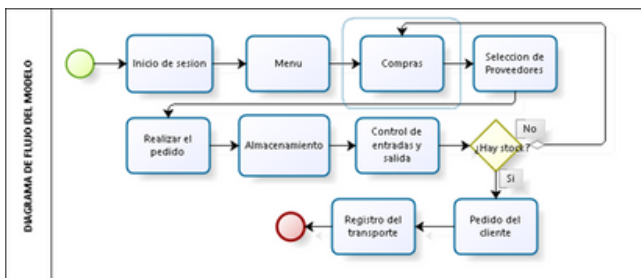 DIAGRAMA DE FLUJO DEL MODELO
Inicio de sesion
Menu
Compras
Seleccion de
Proveedores
Realizar el
pedido
Almacenamiento
Control de
entradas y
salida
¿Hay stock?
No
Si
Pedido del
cliente
Registro del
transporte